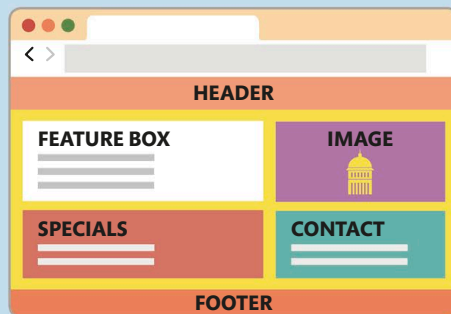 HEADER
FEATURE BOX
IMAGE
SPECIALS
CONTACT
FOOTER